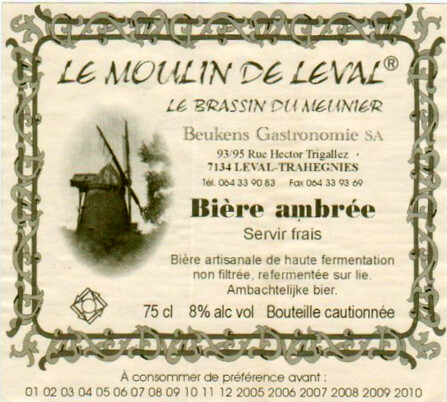 LE MOULIN DE LEVAL®
LE BRASSIN DU MEUNIER
Beukens Gastronomie SA
93/95 Rue Hector Trigallez •
7134 LEVAL-TRAHEGNIES
Tél. 064 33 90 83 Fax 064 33 93 69
Bière ambrée
Servir frais
Bière artisanale de haute fermentation
non filtrée, refermentée sur lie.
Ambachtelijke bier.
75 cl 8% alc vol Bouteille cautionnée
À consommer de préférence avant :
01 02 03 04 05 06 07 08 09 10 11 12 2005 2006 2007 2008 2009 2010